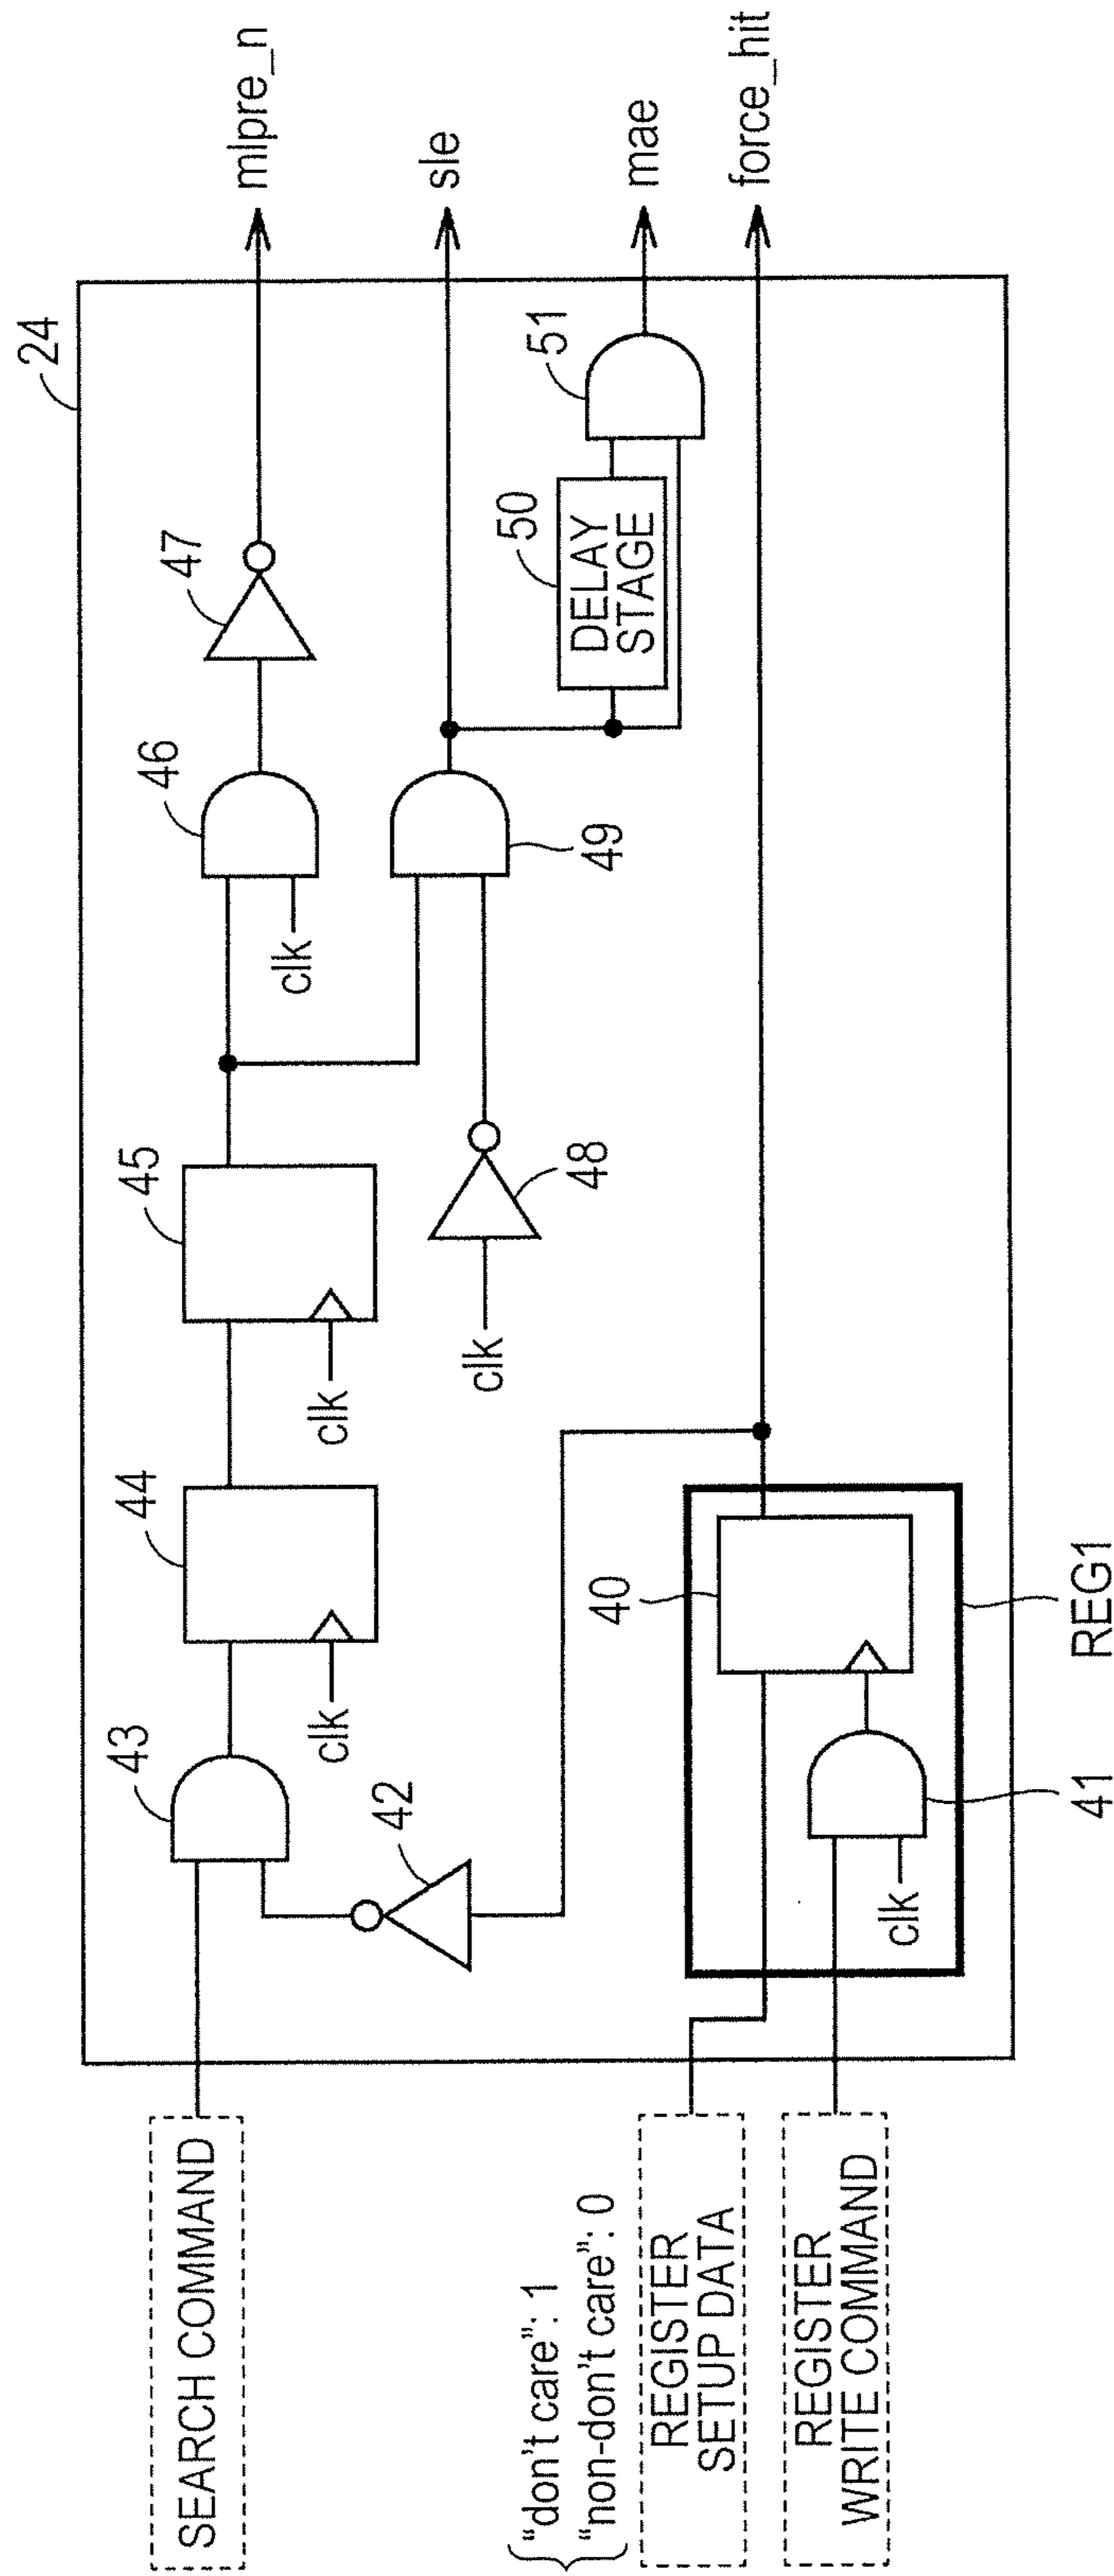 24
mlpre_n
sle
mae
force_hit
47
46
clk
49
50
DELAY
STAGE
51
45
clk
48
clk
44
clk
43
42
40
41
clk
REG1
SEARCH COMMAND
"don't care": 1
"non-don't care": 0
REGISTER
SETUP DATA
REGISTER
WRITE COMMAND